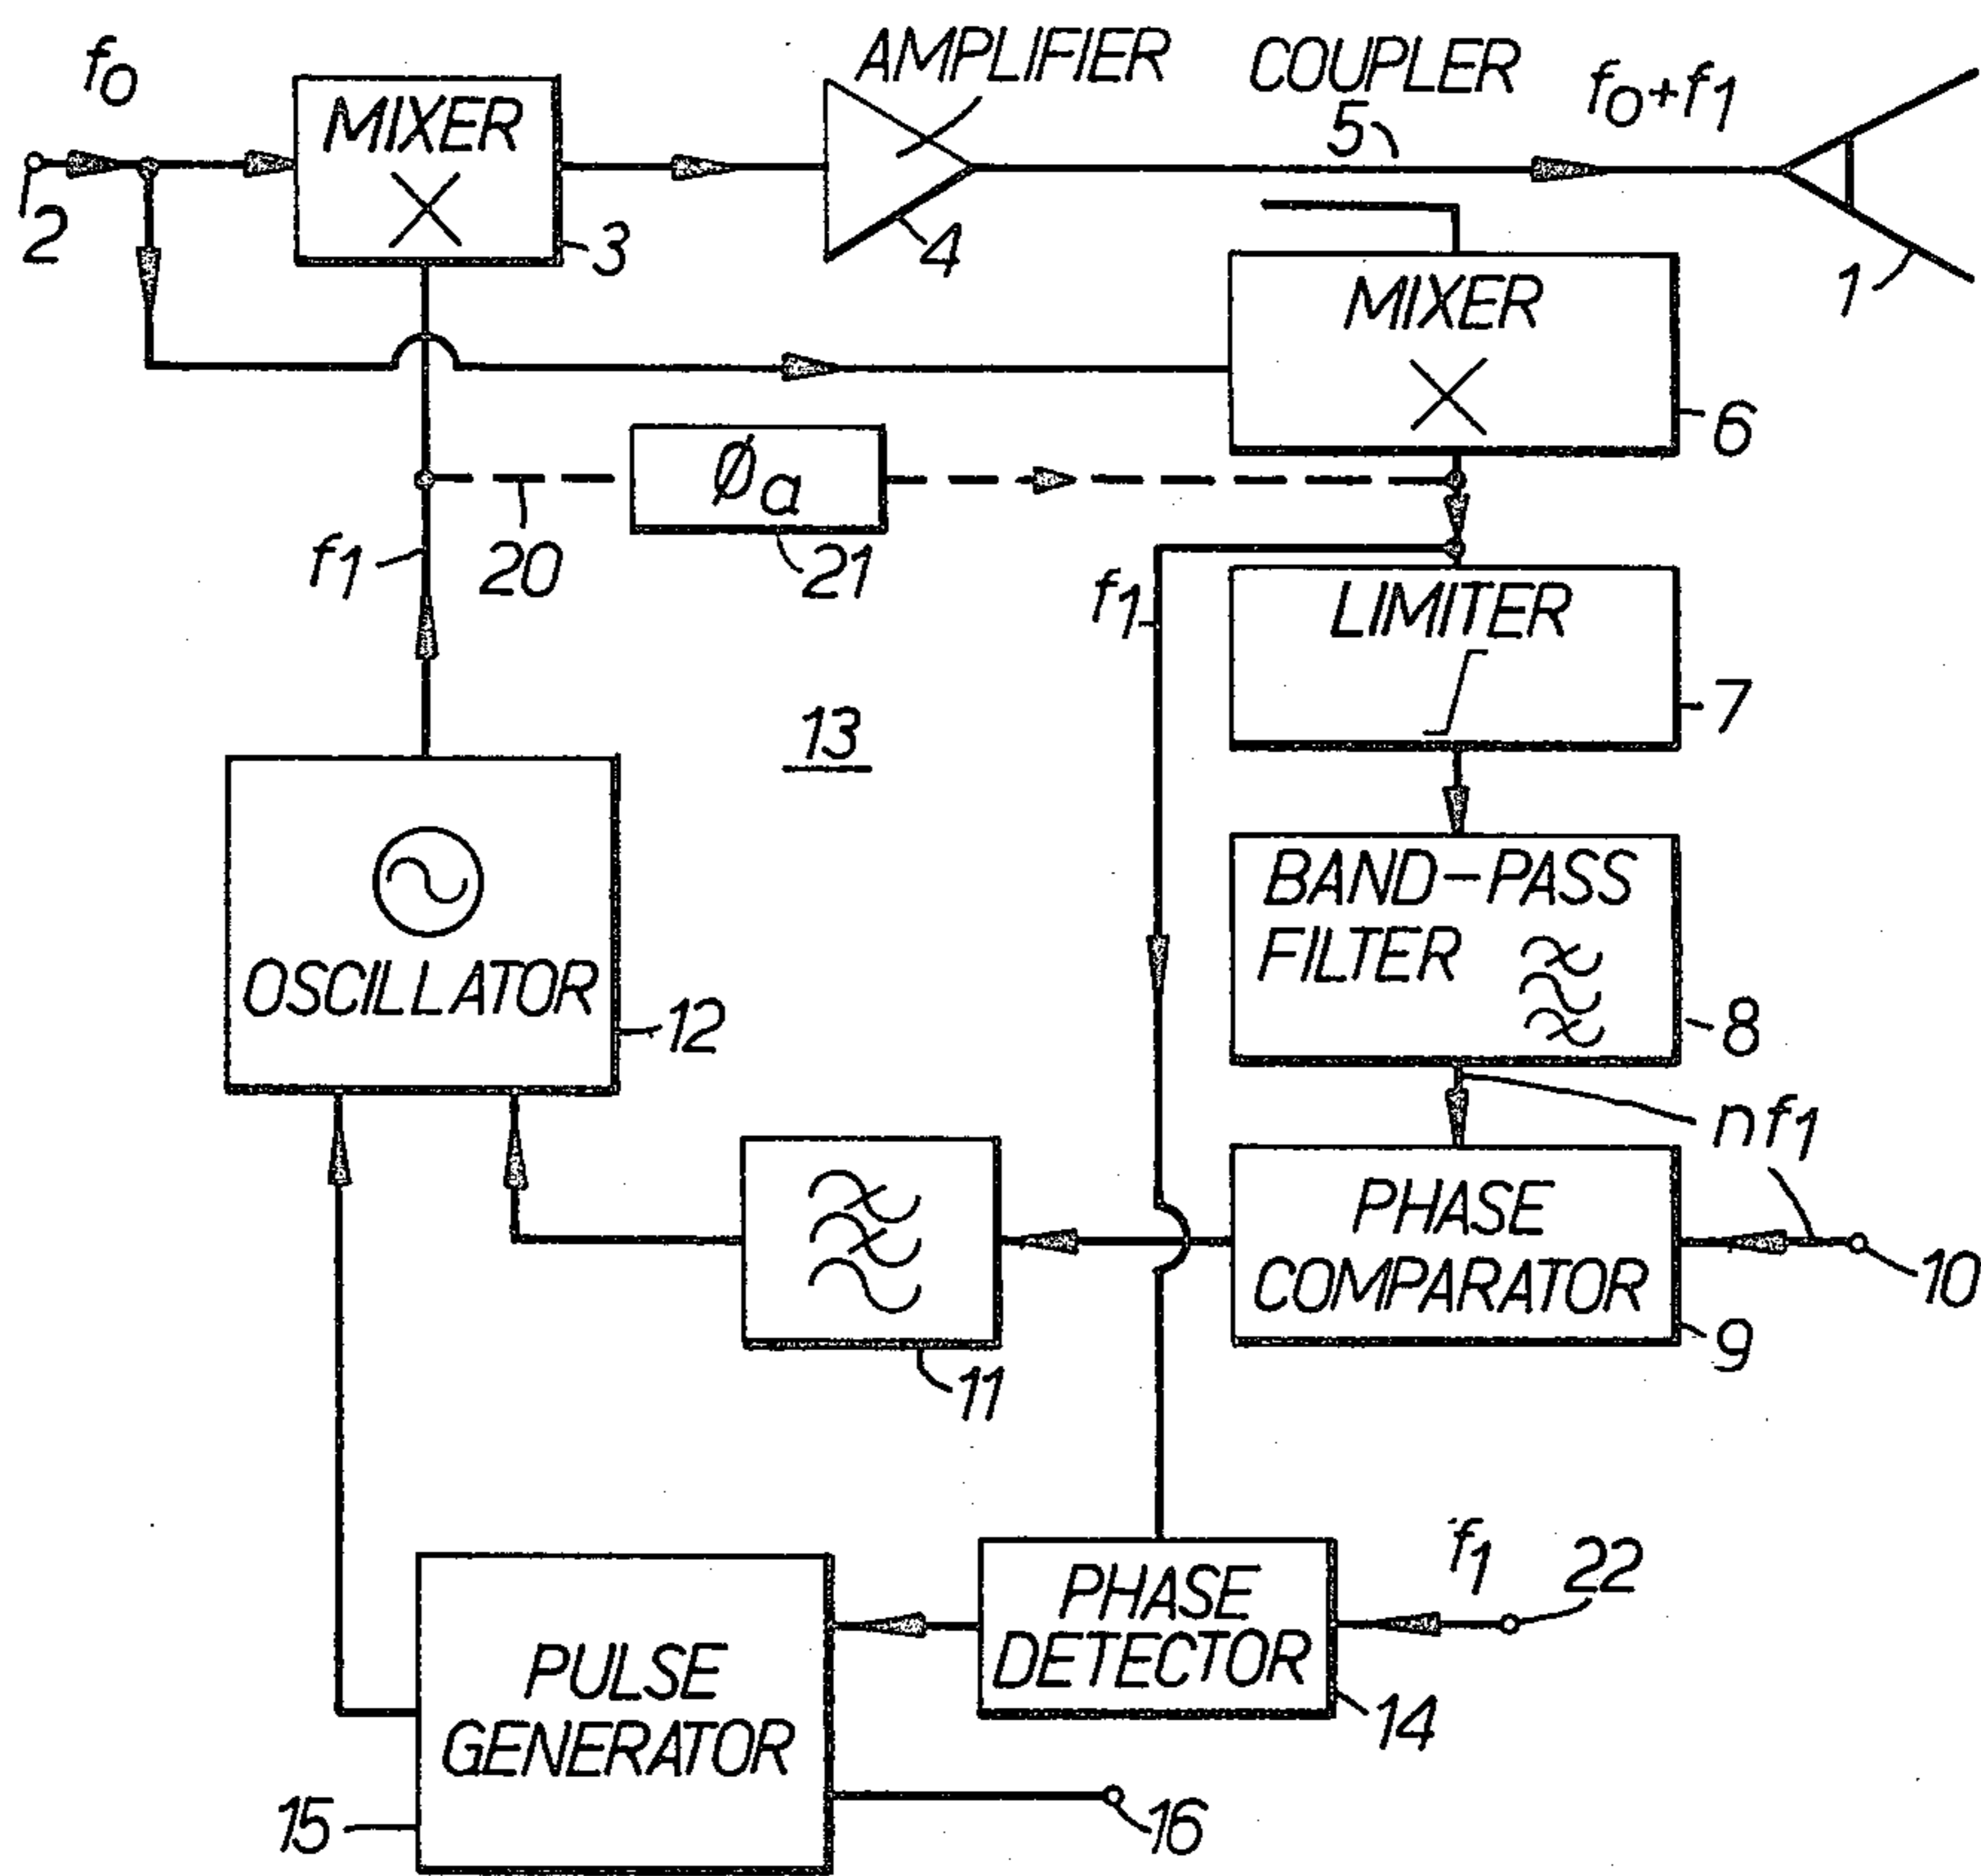 f0
MIXER
3
2
AMPLIFIER
4
COUPLER
5
f0+f1
1
MIXER
6
Øa
21
20
f1
f1
LIMITER
7
13
OSCILLATOR
12
BAND-PASS
FILTER
8
nf1
PHASE
COMPARATOR
9
10
11
PHASE
DETECTOR
14
f1
22
PULSE
GENERATOR
15
16